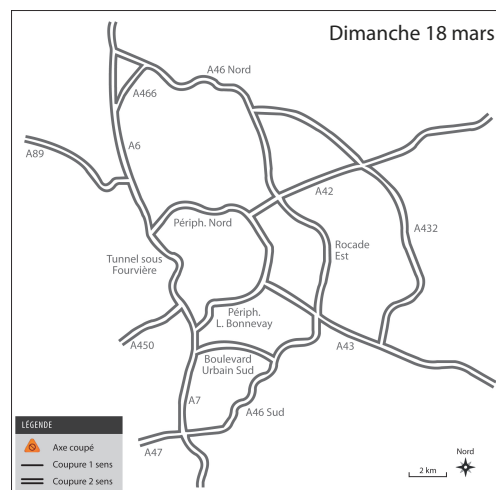 Dimanche 18 mars
A46 Nord
A466
A6
A89
A42
A432
Périph. Nord
Tunnel sous
Fourvière
Rocade
Est
Périph.
L. Bonnevay
A450
Boulevard
Urbain Sud
A43
A7
A46 Sud
A47
LÉGENDE
Axe coupé
Coupure 1 sens
Coupure 2 sens
Nord
2 km